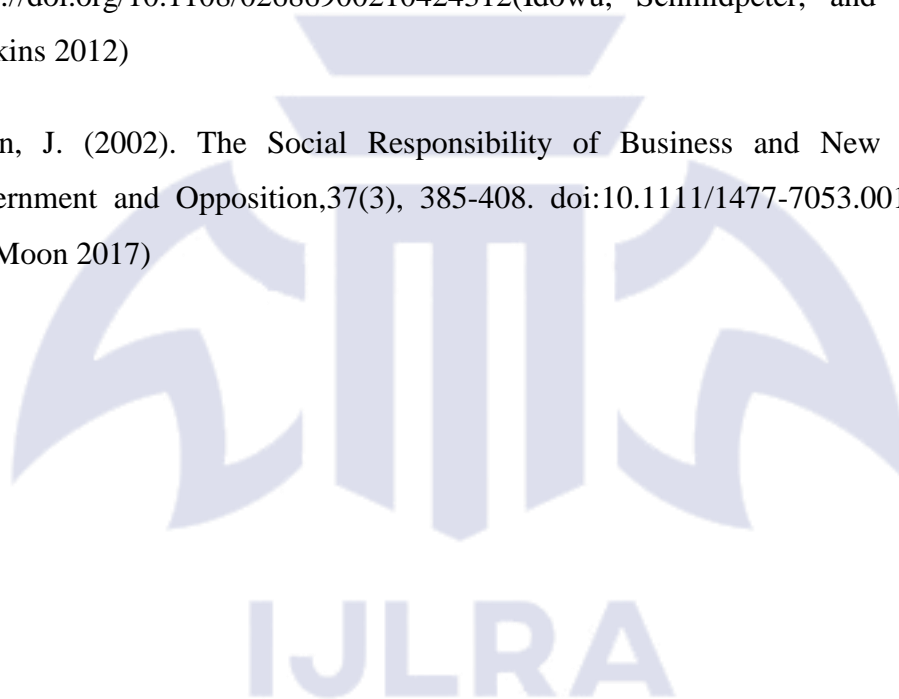 ://doi.org/10.1108/02686900210424312(Idowu, Schmidpeter, and
kins 2012)
n, J. (2002). The Social Responsibility of Business and New
ernment and Opposition,37(3), 385-408. doi:10.1111/1477-7053.001
Moon 2017)
IJLRA